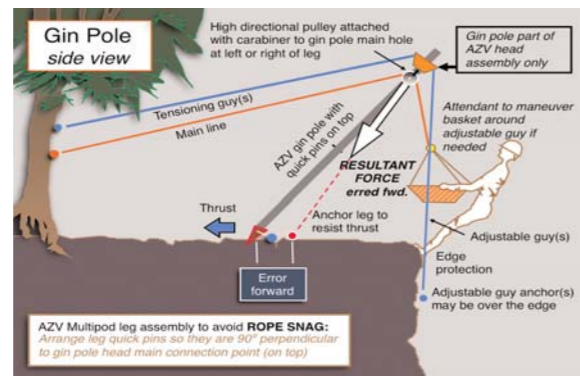 Gin Pole
side view
High directional pulley attached
with carabiner to gin pole main hole
at left or right of leg
Gin pole part
of AZV head
assembly only
Tensioning guy(s)
Main line
AZV gin pole with
quick pins on top
Attendant to maneuver
basket around
adjustable guy if
needed
RESULTANT
FORCE
erred fwd.
Thrust
Anchor leg to
resist thrust
Adjustable guy(s)
Edge
protection
Error
forward
Adjustable guy anchor(s)
may be over the edge
AZV Multipod leg assembly to avoid ROPE SNAG:
Arrange leg quick pins so they are 90° perpendicular
to gin pole head main connection point (on top)